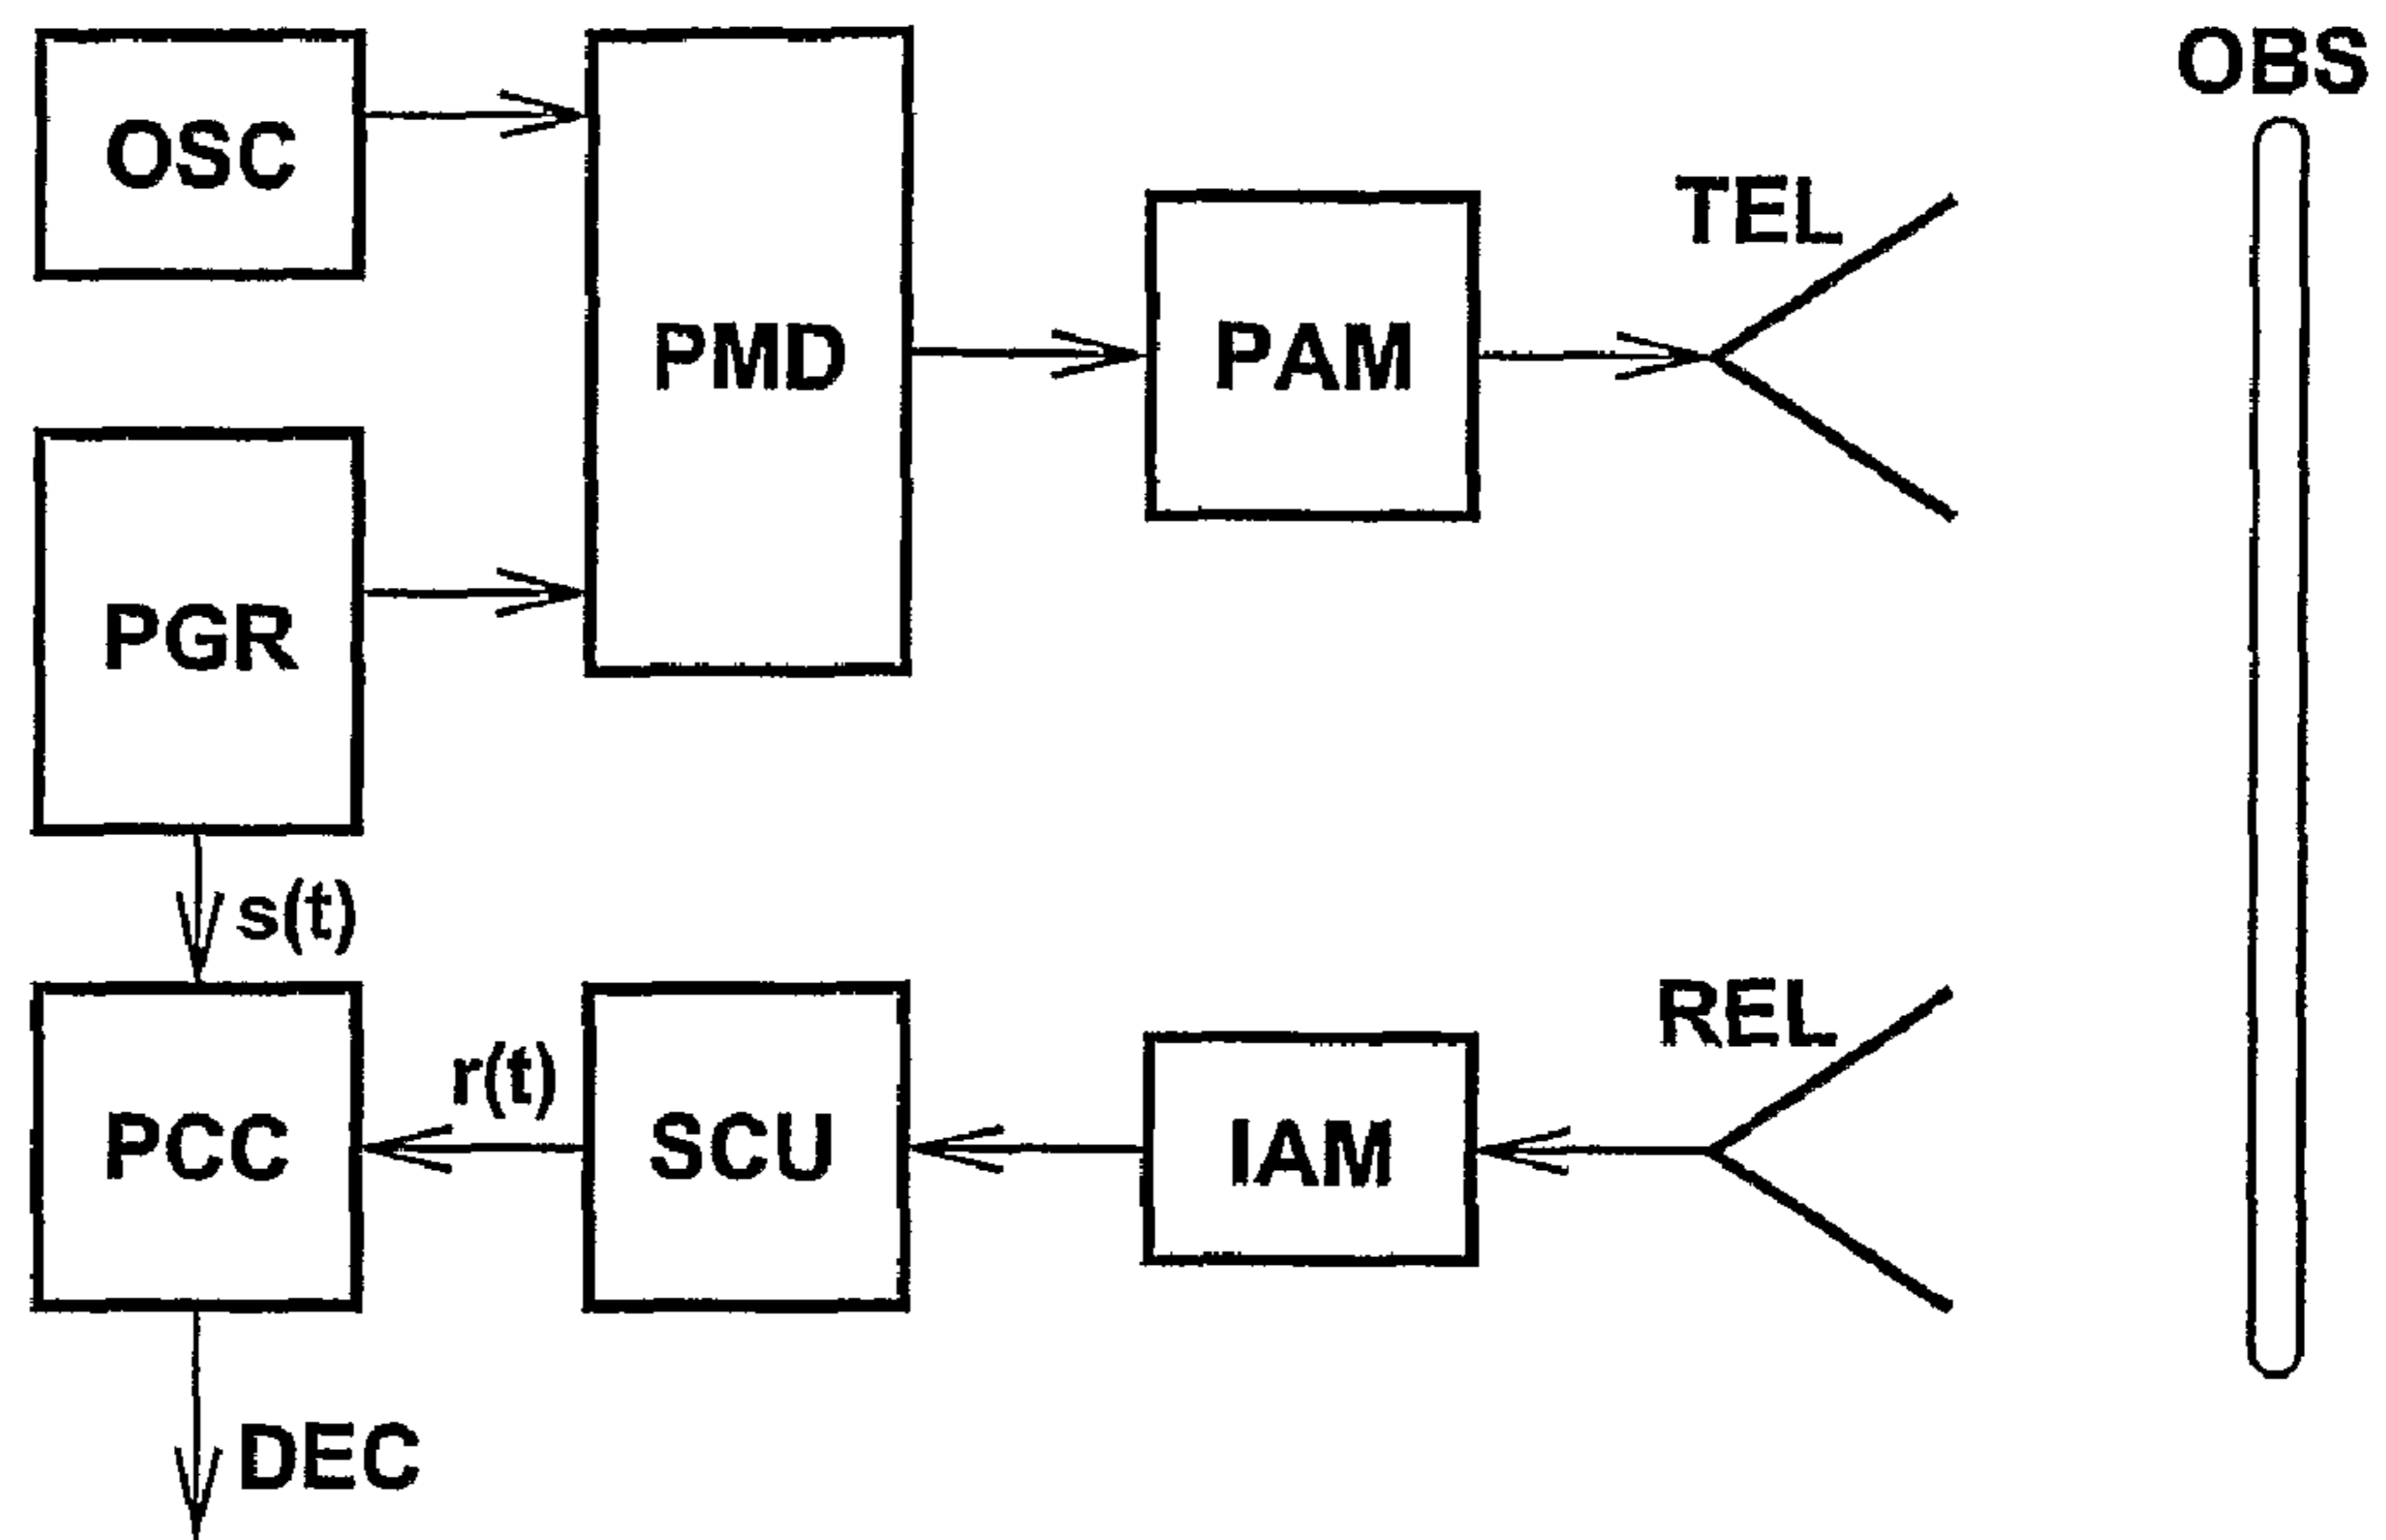 OSC
PMD
PAM
TEL
OBS
PGR
s(t)
PCC
r(t)
SCU
IAM
REL
DEC